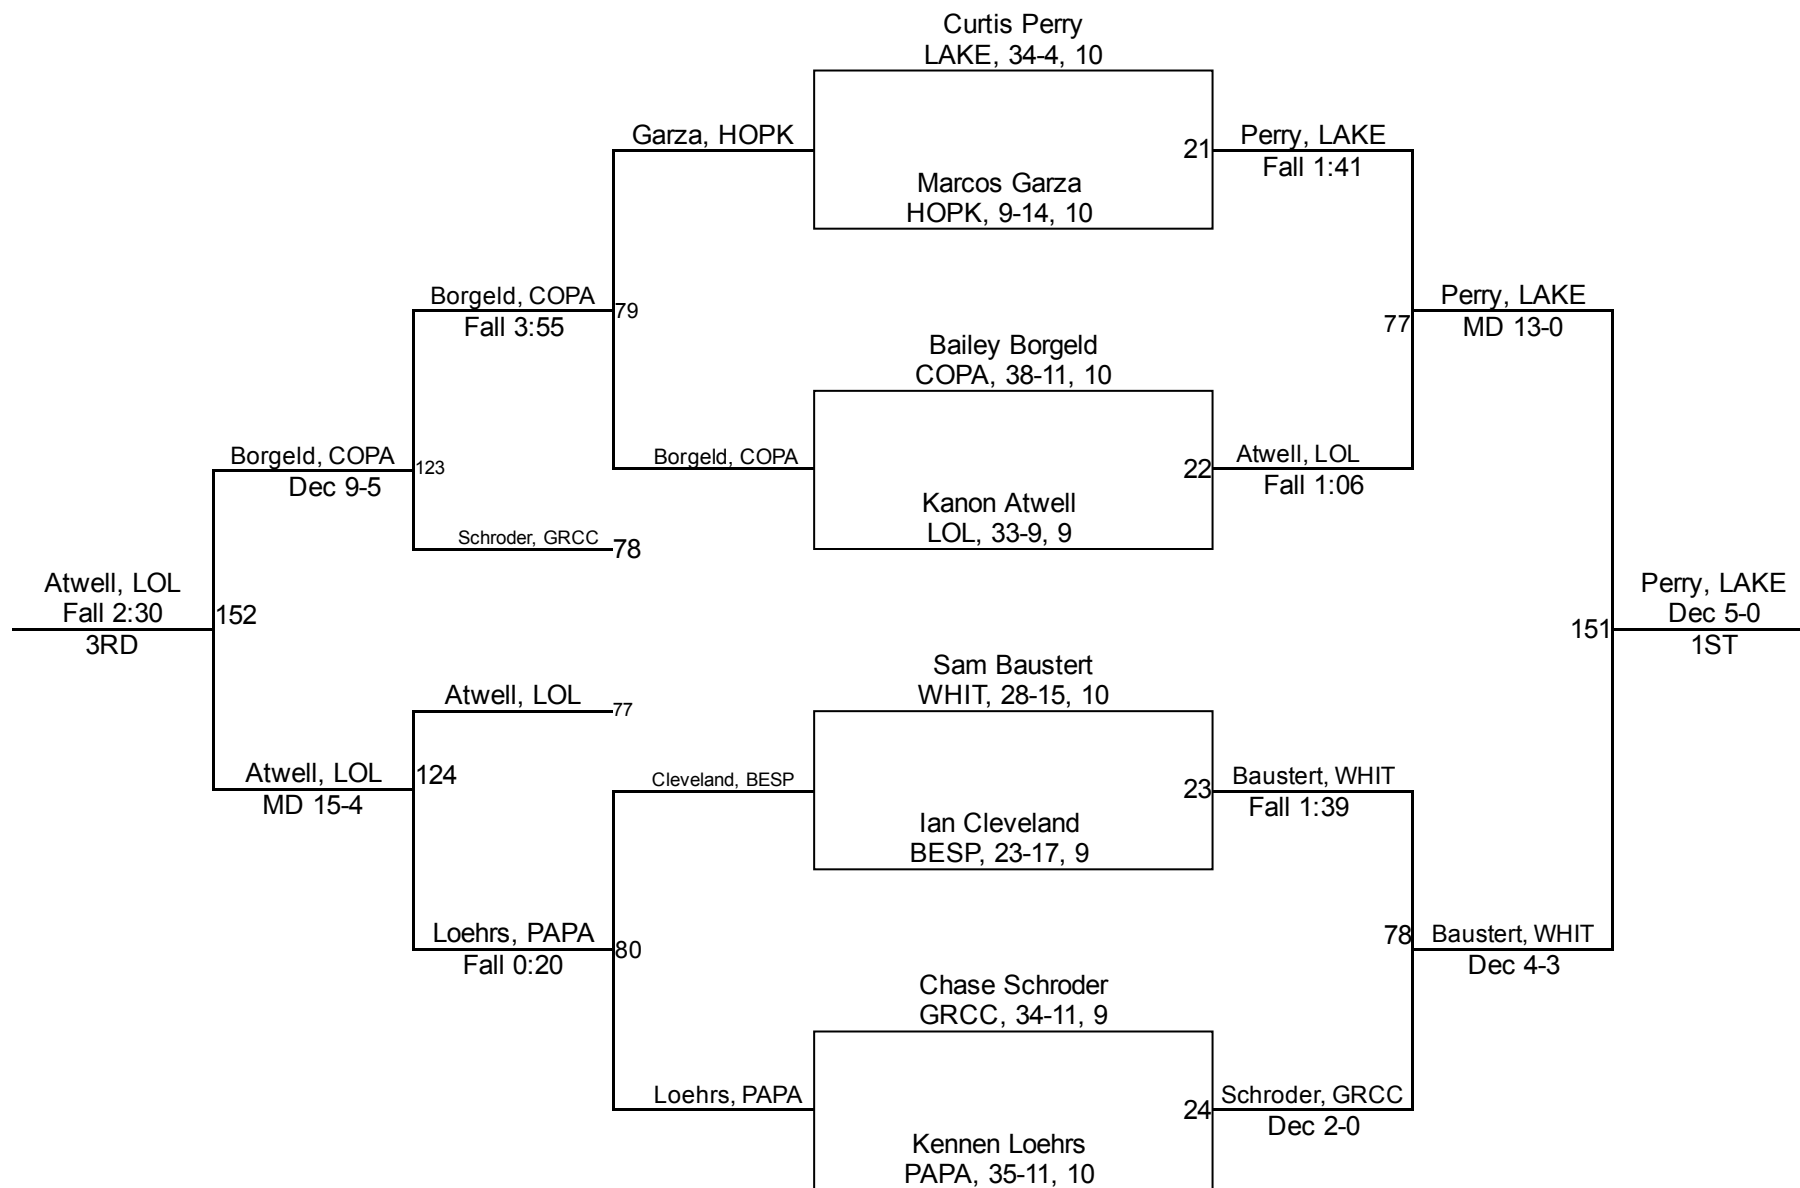 Curtis Perry
LAKE, 34-4, 10
Garza, HOPK
21
Perry, LAKE
Fall 1:41
Marcos Garza
HOPK, 9-14, 10
Borgeld, COPA
Fall 3:55
79
77
Perry, LAKE
MD 13-0
Bailey Borgeld
COPA, 38-11, 10
Borgeld, COPA
Dec 9-5
123
Borgeld, COPA
22
Atwell, LOL
Fall 1:06
Kanon Atwell
LOL, 33-9, 9
Schroder, GRCC
78
Atwell, LOL
Fall 2:30
3RD
152
151
Perry, LAKE
Dec 5-0
1ST
Sam Baustert
WHIT, 28-15, 10
Atwell, LOL
77
Atwell, LOL
MD 15-4
124
Cleveland, BESP
23
Baustert, WHIT
Fall 1:39
Ian Cleveland
BESP, 23-17, 9
Loehrs, PAPA
Fall 0:20
80
78
Baustert, WHIT
Dec 4-3
Chase Schroder
GRCC, 34-11, 9
Loehrs, PAPA
24
Schroder, GRCC
Dec 2-0
Kennen Loehrs
PAPA, 35-11, 10